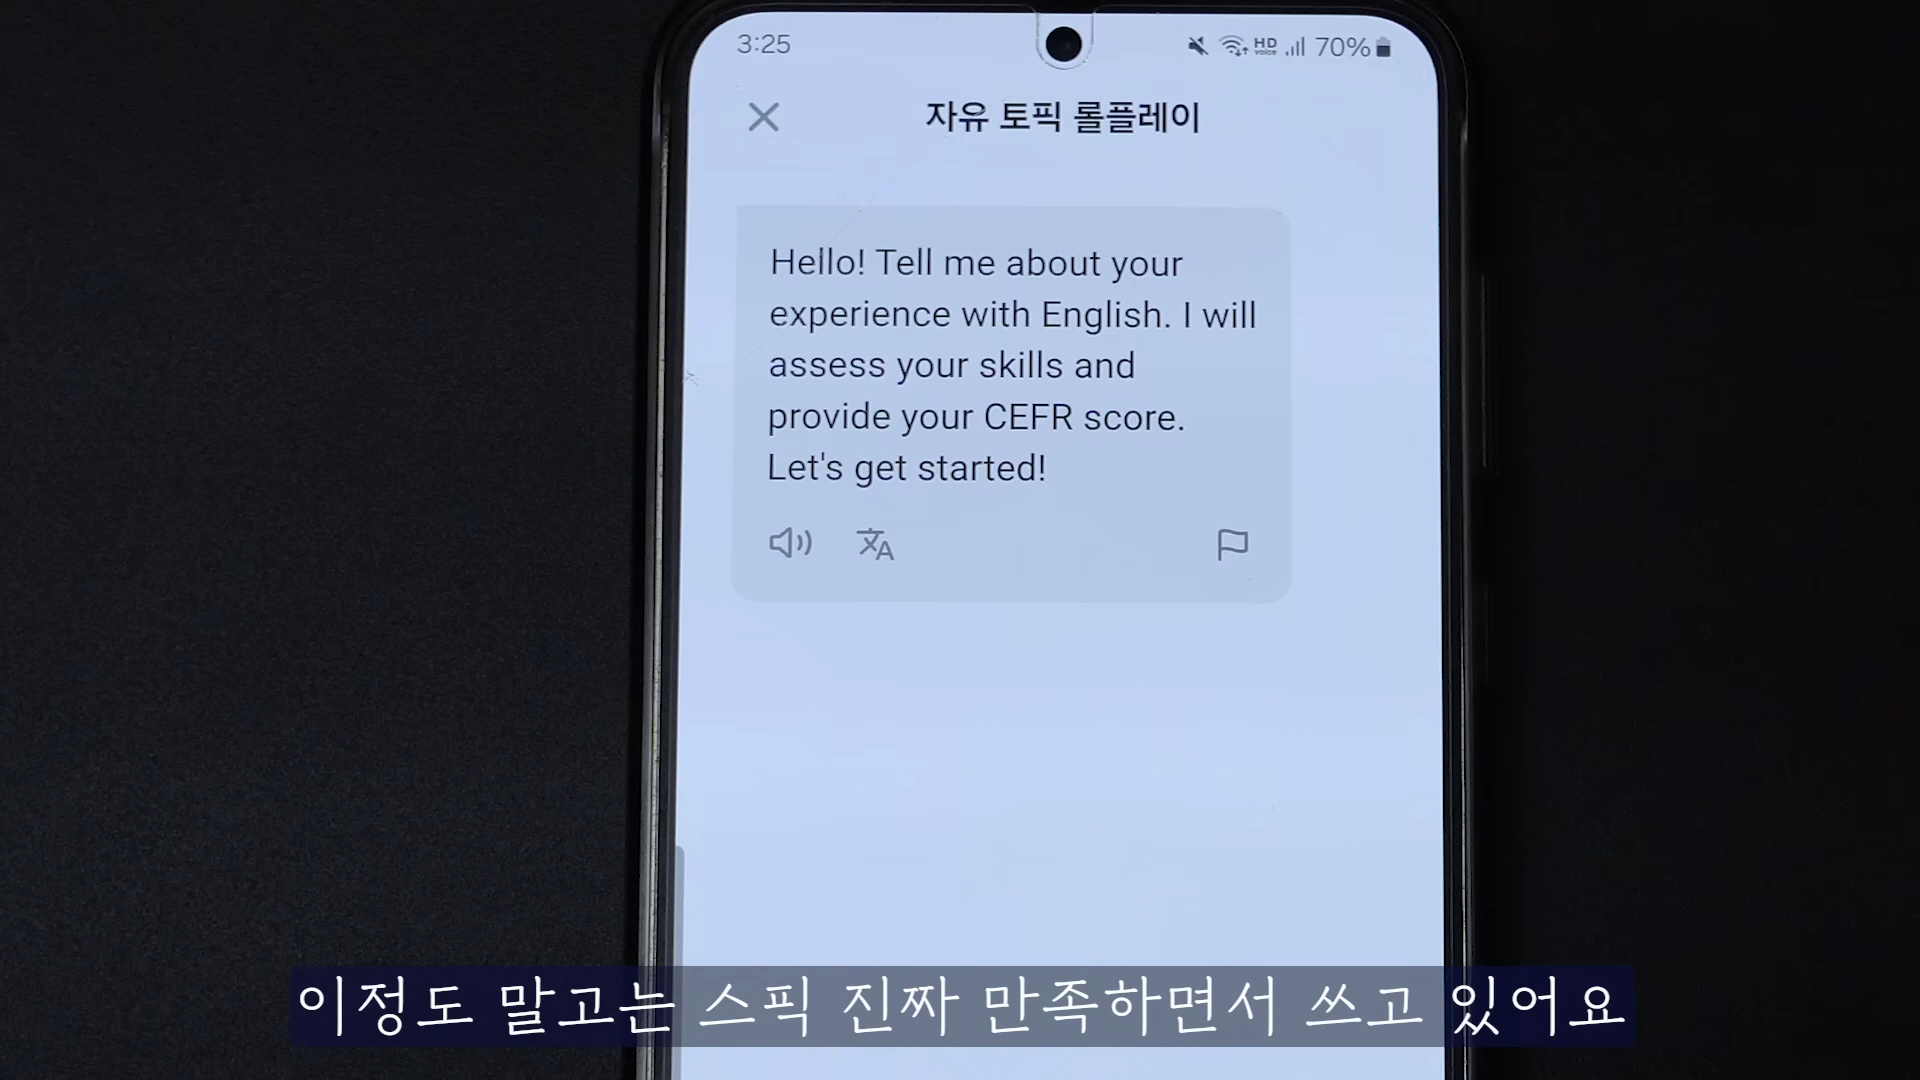 3:25
HD voice 70%
자유 토픽 롤플레이
Hello! Tell me about your
experience with English. I will
assess your skills and
provide your CEFR score.
Let's get started!
이정도 말고는 스픽 진짜 만족하면서 쓰고 있어요